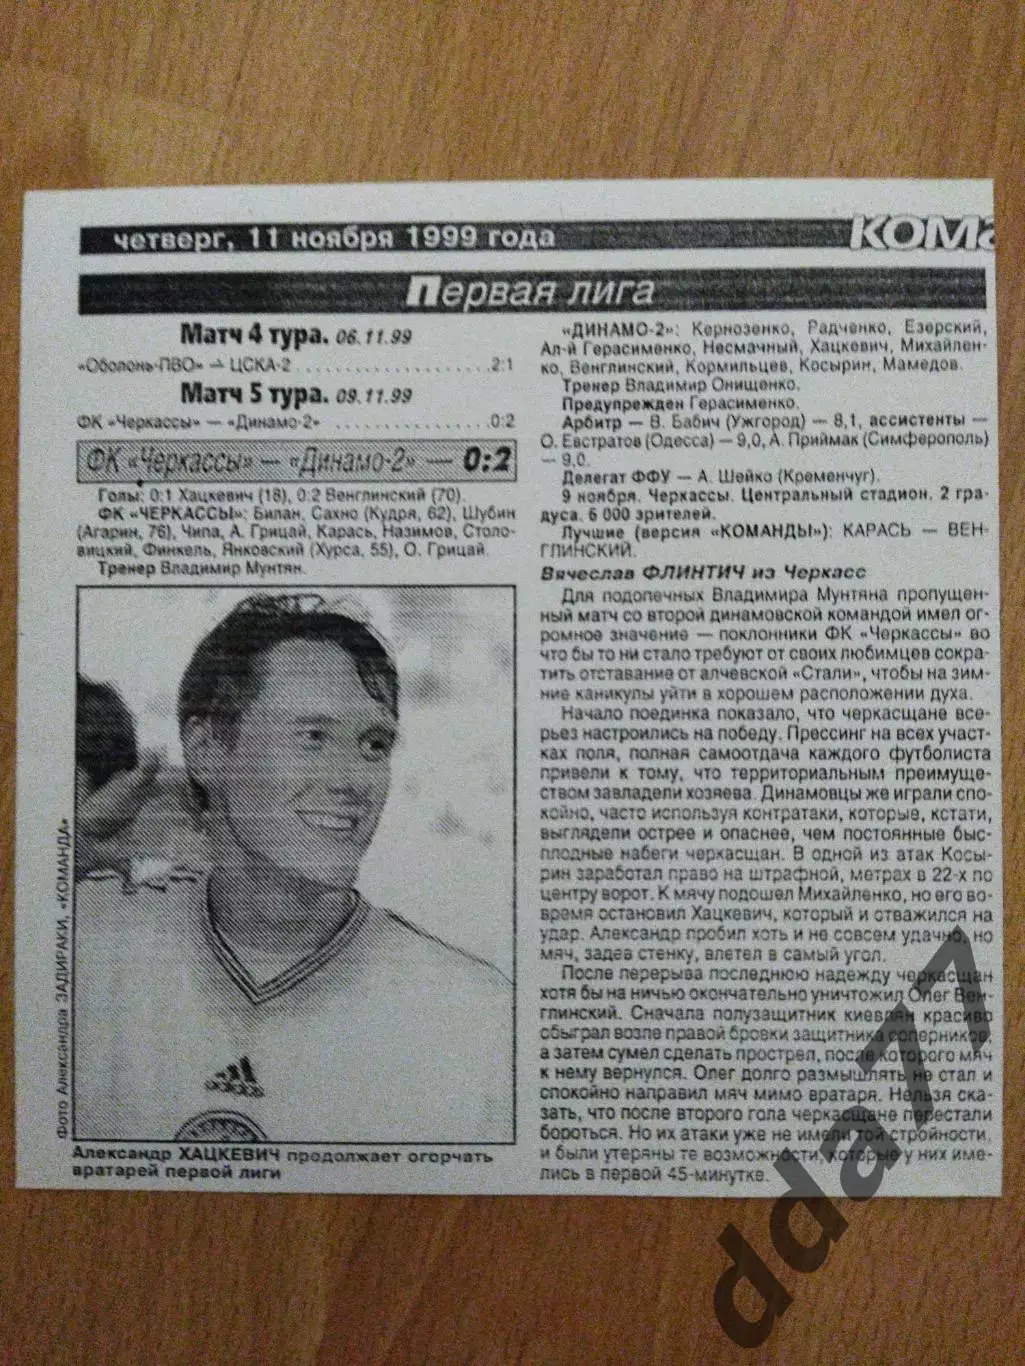 четверг, 11 ноября 1999 года
КОМа
Первая лига
Матч 4 тура. 06.11.99
«Оболонь-ПВО» — ЦСКА-2 2:1
Матч 5 тура. 09.11.99
ФК «Черкассы» — «Динамо-2» 0:2
ФК «Черкассы» — «Динамо-2» — 0:2
Голы: 0:1 Хацкевич (18), 0:2 Венглинский (70).
ФК «ЧЕРКАССЫ»: Билан, Сахно (Кудря, 62), Шубин
(Агарин, 76), Чипа, А. Грицай, Карась, Назимов, Столо-
вицкий, Финкель, Янковский (Хурса, 55), О. Грицай.
Тренер Владимир Мунтян.
Фото Александра ЗАДИРАКИ, «КОМАНДА»
Александр ХАЦКЕВИЧ продолжает огорчать
вратарей первой лиги
«ДИНАМО-2»: Кернозенко, Радченко, Езерский,
Ал-й Герасименко, Несмачный, Хацкевич, Михайлен-
ко, Венглинский, Кормильцев, Косырин, Мамедов.
Тренер Владимир Онищенко.
Предупрежден Герасименко.
Арбитр — В. Бабич (Ужгород) — 8,1, ассистенты —
О. Евстратов (Одесса) — 9,0, А. Приймак (Симферополь)
— 9,0.
Делегат ФФУ — А. Шейко (Кременчуг).
9 ноября. Черкассы. Центральный стадион. 2 гра-
дуса. 6 000 зрителей.
Лучшие (версия «КОМАНДЫ»): КАРАСЬ — ВЕН-
ГЛИНСКИЙ.
Вячеслав ФЛИНТИЧ из Черкасс
Для подопечных Владимира Мунтяна пропущен-
ный матч со второй динамовской командой имел ог-
ромное значение — поклонники ФК «Черкассы» во
что бы то ни стало требуют от своих любимцев сокра-
тить отставание от алчевской «Стали», чтобы на зим-
ние каникулы уйти в хорошем расположении духа.
Начало поединка показало, что черкасщане все-
рьез настроились на победу. Прессинг на всех участ-
ках поля, полная самоотдача каждого футболиста
привели к тому, что территориальным преимуще-
ством завладели хозяева. Динамовцы же играли спо-
койно, часто используя контратаки, которые, кстати,
выглядели острее и опаснее, чем постоянные бес-
плодные набеги черкасщан. В одной из атак Косы-
рин заработал право на штрафной, метрах в 22-х по
центру ворот. К мячу подошел Михайленко, но его во-
время остановил Хацкевич, который и отважился на
удар. Александр пробил хоть и не совсем удачно, но
мяч, задев стенку, влетел в самый угол.
После перерыва последнюю надежду черкасщан
хотя бы на ничью окончательно уничтожил Олег Вен-
глинский. Сначала полузащитник киевлян красиво
обыграл возле правой бровки защитника соперников,
а затем сумел сделать прострел, после которого мяч
к нему вернулся. Олег долго размышлять не стал и
спокойно направил мяч мимо вратаря. Нельзя ска-
зать, что после второго гола черкасщане перестали
бороться. Но их атаки уже не имели той стройности,
и были утеряны те возможности, которые у них име-
лись в первой 45-минутке.
dda77